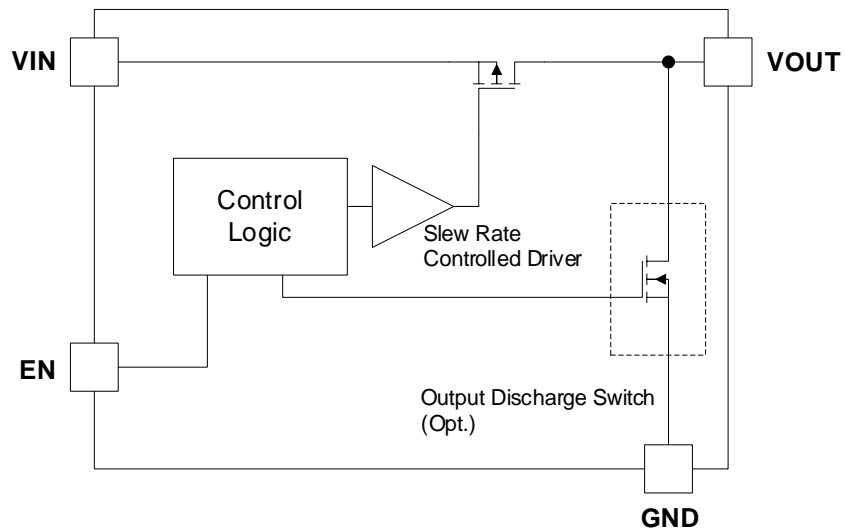 VIN
VOUT
Control
Logic
Slew Rate
Controlled Driver
EN
Output Discharge Switch
(Opt.)
GND